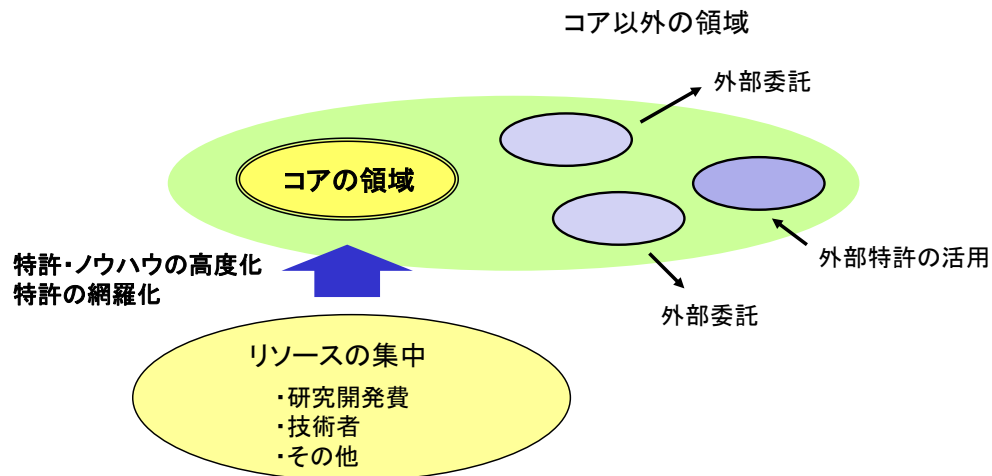 コア以外の領域
外部委託
コアの領域
外部特許の活用
特許・ノウハウの高度化
特許の網羅化
外部委託
リソースの集中
・研究開発費
・技術者
・その他